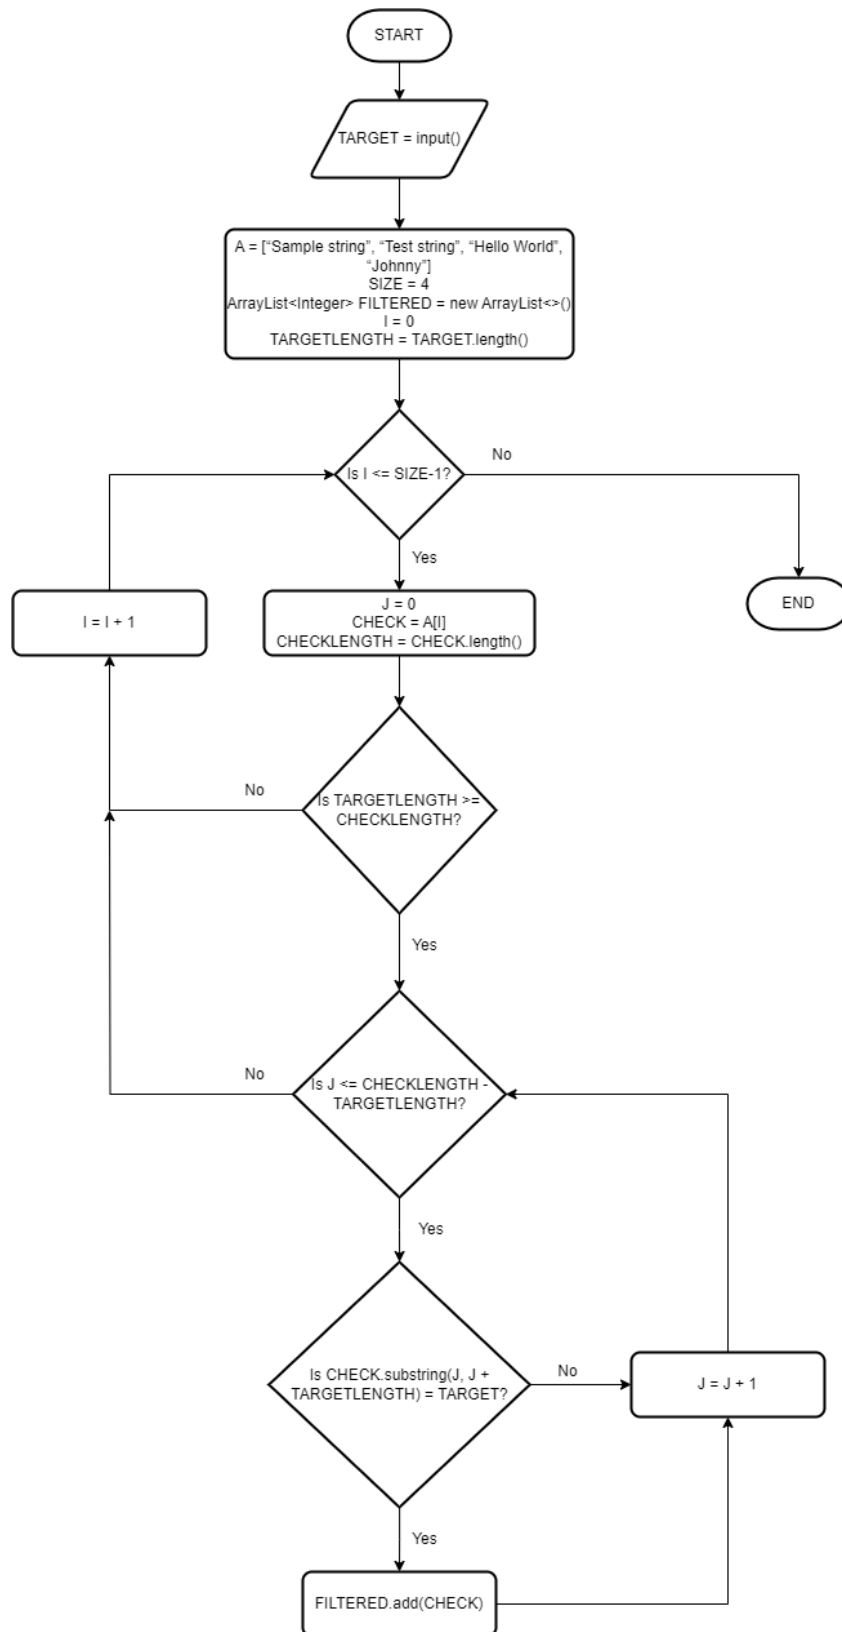 START
TARGET = input()
A = [“Sample string”, “Test string”, “Hello World”,
“Johnny”]
SIZE = 4
ArrayList<Integer> FILTERED = new ArrayList<>()
I = 0
TARGETLENGTH = TARGET.length()
Is I <= SIZE-1?
No
Yes
I = I + 1
J = 0
CHECK = A[I]
CHECKLENGTH = CHECK.length()
END
Is TARGETLENGTH >=
CHECKLENGTH?
No
Yes
Is J <= CHECKLENGTH -
TARGETLENGTH?
No
Yes
Is CHECK.substring(J, J +
TARGETLENGTH) = TARGET?
No
J = J + 1
Yes
FILTERED.add(CHECK)